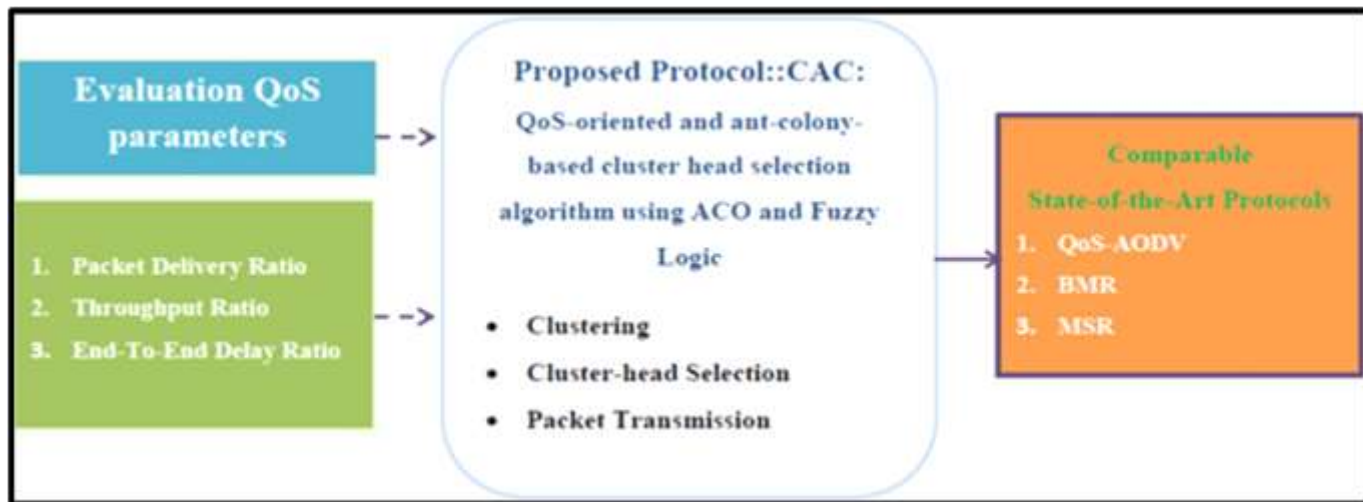 Evaluation QoS
parameters
1. Packet Delivery Ratio
2. Throughput Ratio
3. End-To-End Delay Ratio
Proposed Protocol::CAC:
QoS-oriented and ant-colony-
based cluster head selection
algorithm using ACO and Fuzzy
Logic
• Clustering
• Cluster-head Selection
• Packet Transmission
Comparable
State-of-the-Art Protocols
1. QoS-AODV
2. BMR
3. MSR